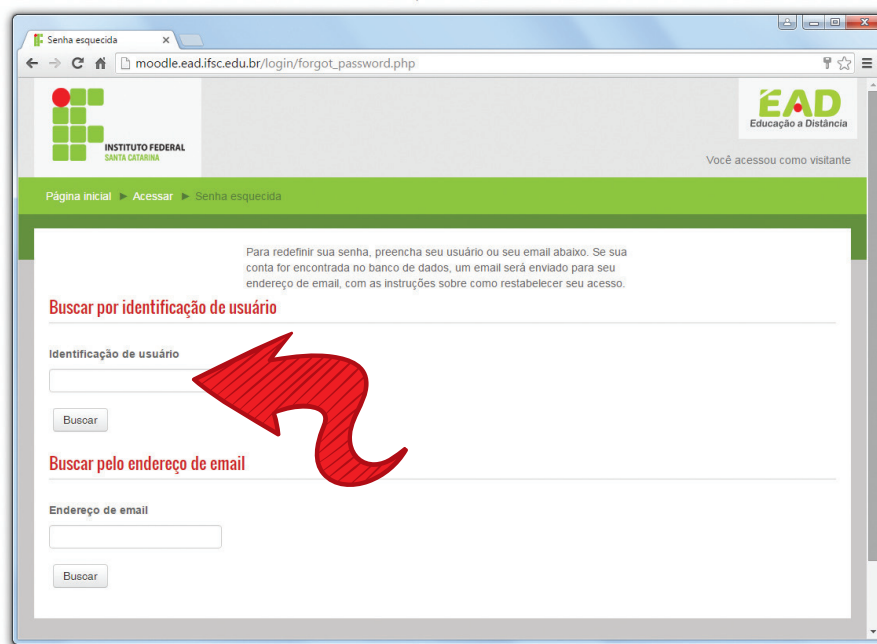 Senha esquecida
moodle.ead.ifsc.edu.br/login/forgot_password.php
INSTITUTO FEDERAL
SANTA CATARINA
EAD
Educação a Distância
Você acessou como visitante
Página inicial ► Acessar ► Senha esquecida
Para redefinir sua senha, preencha seu usuário ou seu email abaixo. Se sua
conta for encontrada no banco de dados, um email será enviado para seu
endereço de email, com as instruções sobre como restabelecer seu acesso.
Buscar por identificação de usuário
Identificação de usuário
Buscar
Buscar pelo endereço de email
Endereço de email
Buscar